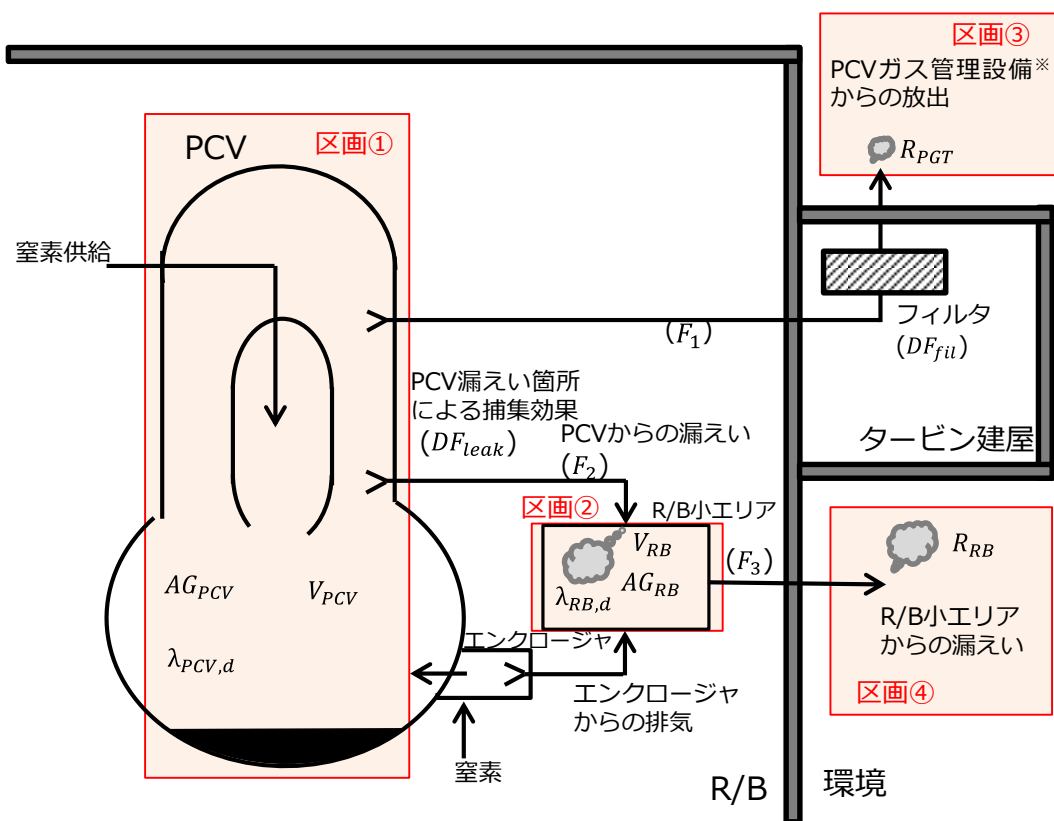 区画③
PCVガス管理設備※
からの放出
R_{PGT}
PCV
区画①
窒素供給
(F_1)
フィルタ
(DF_{fil})
PCV漏えい箇所
による捕集効果
(DF_{leak})
PCVからの漏えい
(F_2)
タービン建屋
区画②
R/B小エリア
V_{RB}
(F_3)
R_{RB}
AG_{PCV}
V_{PCV}
λ_{RB,d}
AG_{RB}
R/B小エリア
からの漏えい
エンクロージャ
λ_{PCV,d}
エンクロージャ
からの排気
区画④
窒素
R/B
環境